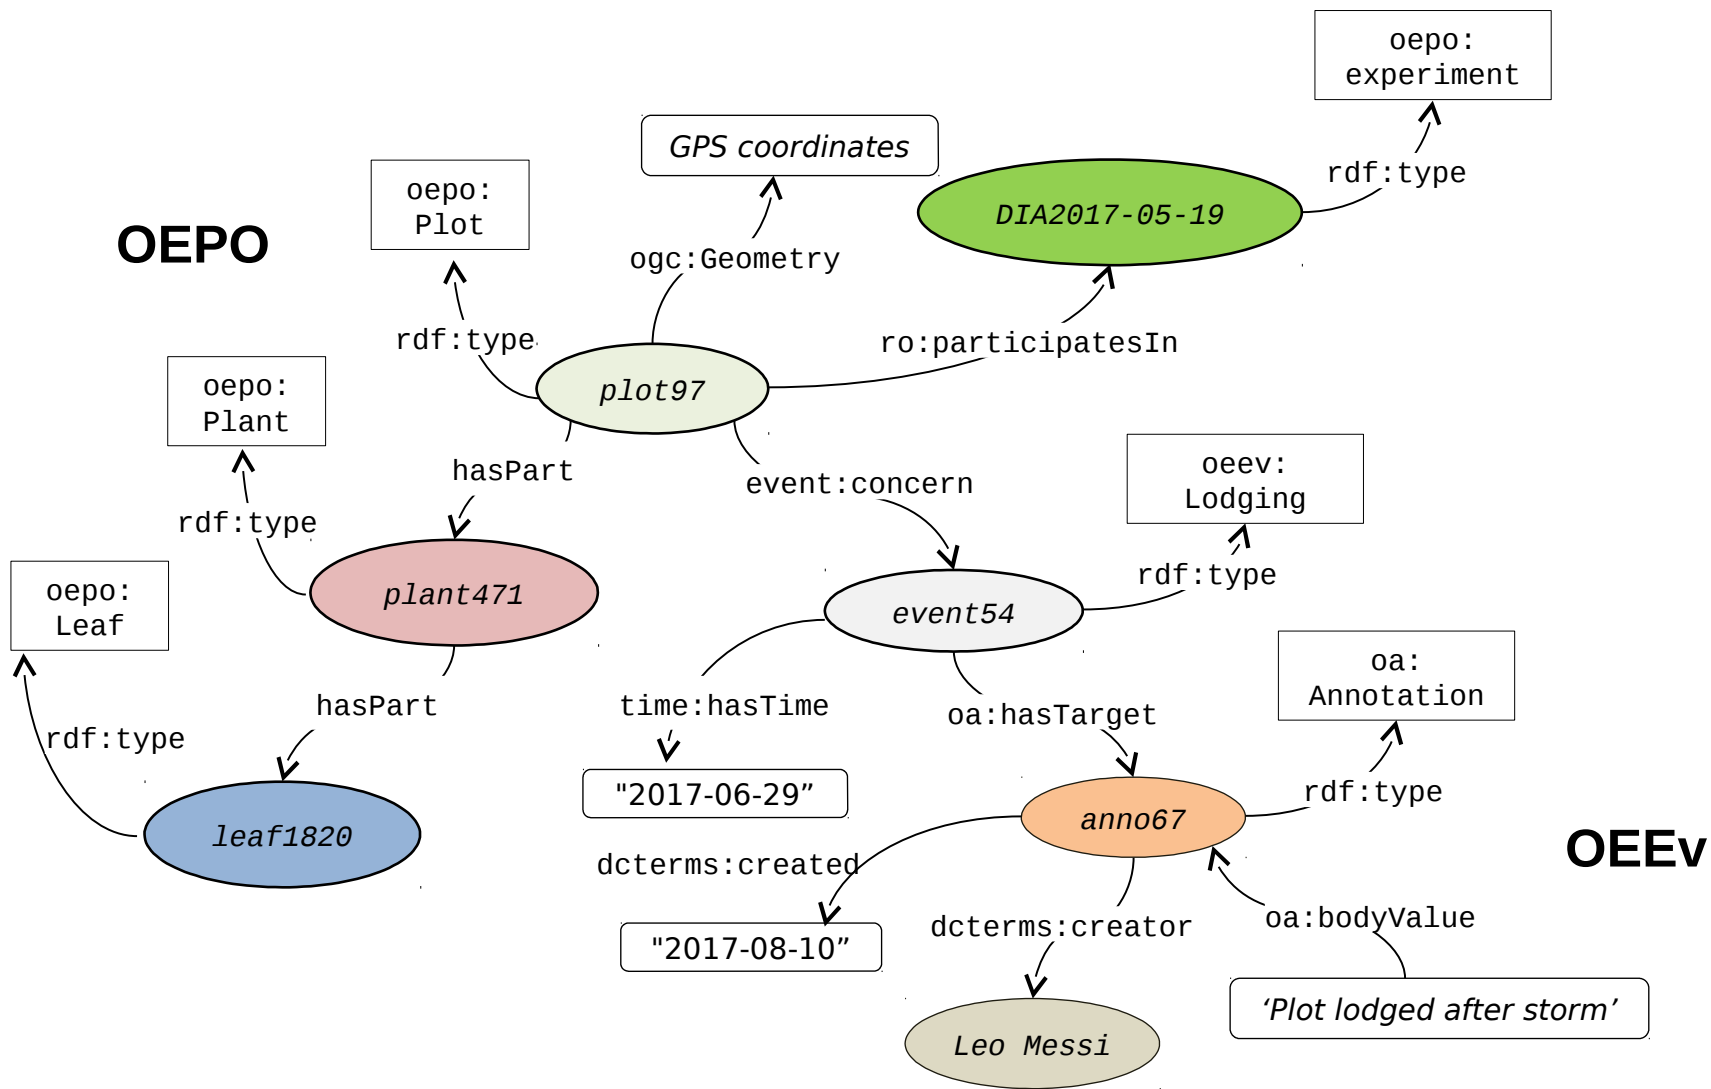 oepo:
experiment
GPS coordinates
rdf:type
oepo:
Plot
DIA2017-05-19
OEPO
ogc:Geometry
rdf:type
ro:participatesIn
oepo:
Plant
plot97
hasPart
event:concern
oeev:
Lodging
rdf:type
oepo:
Leaf
plant471
rdf:type
event54
oa:
Annotation
hasPart
time:hasTime
oa:hasTarget
rdf:type
"2017-06-29”
rdf:type
leaf1820
anno67
OEEv
dcterms:created
dcterms:creator
oa:bodyValue
"2017-08-10”
‘Plot lodged after storm’
Leo Messi